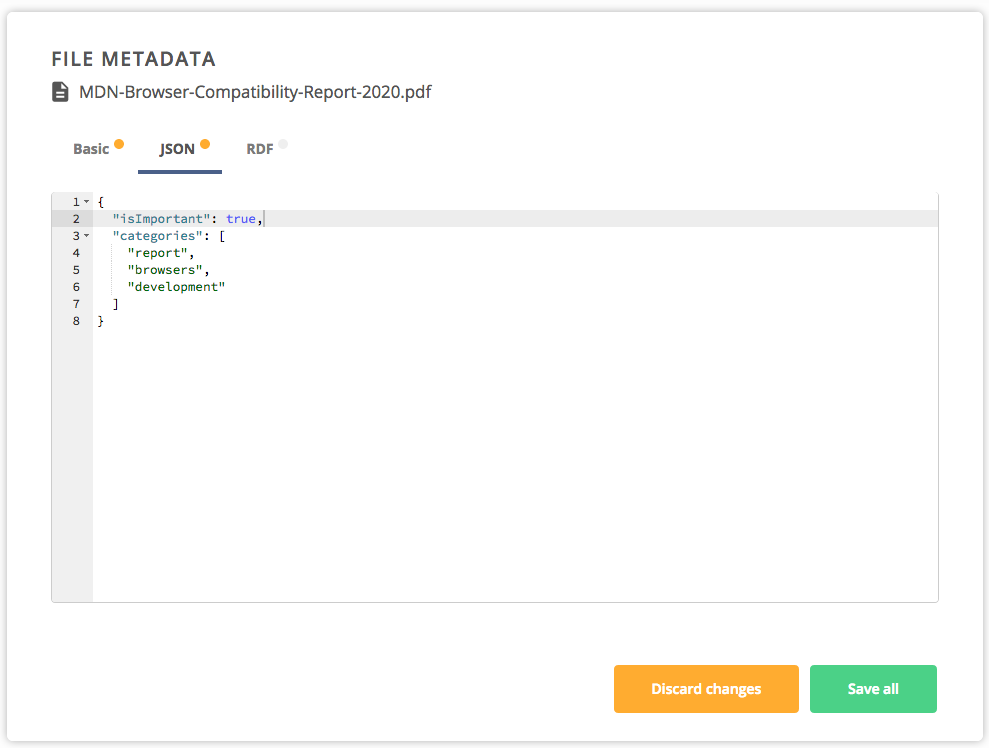 FILE METADATA
MDN-Browser-Compatibility-Report-2020.pdf
Basic JSON RDF
1 {
2 "isImportant": true,
3 "categories": [
4 "report",
5 "browsers",
6 "development"
7 ]
8 }
Discard changes Save all